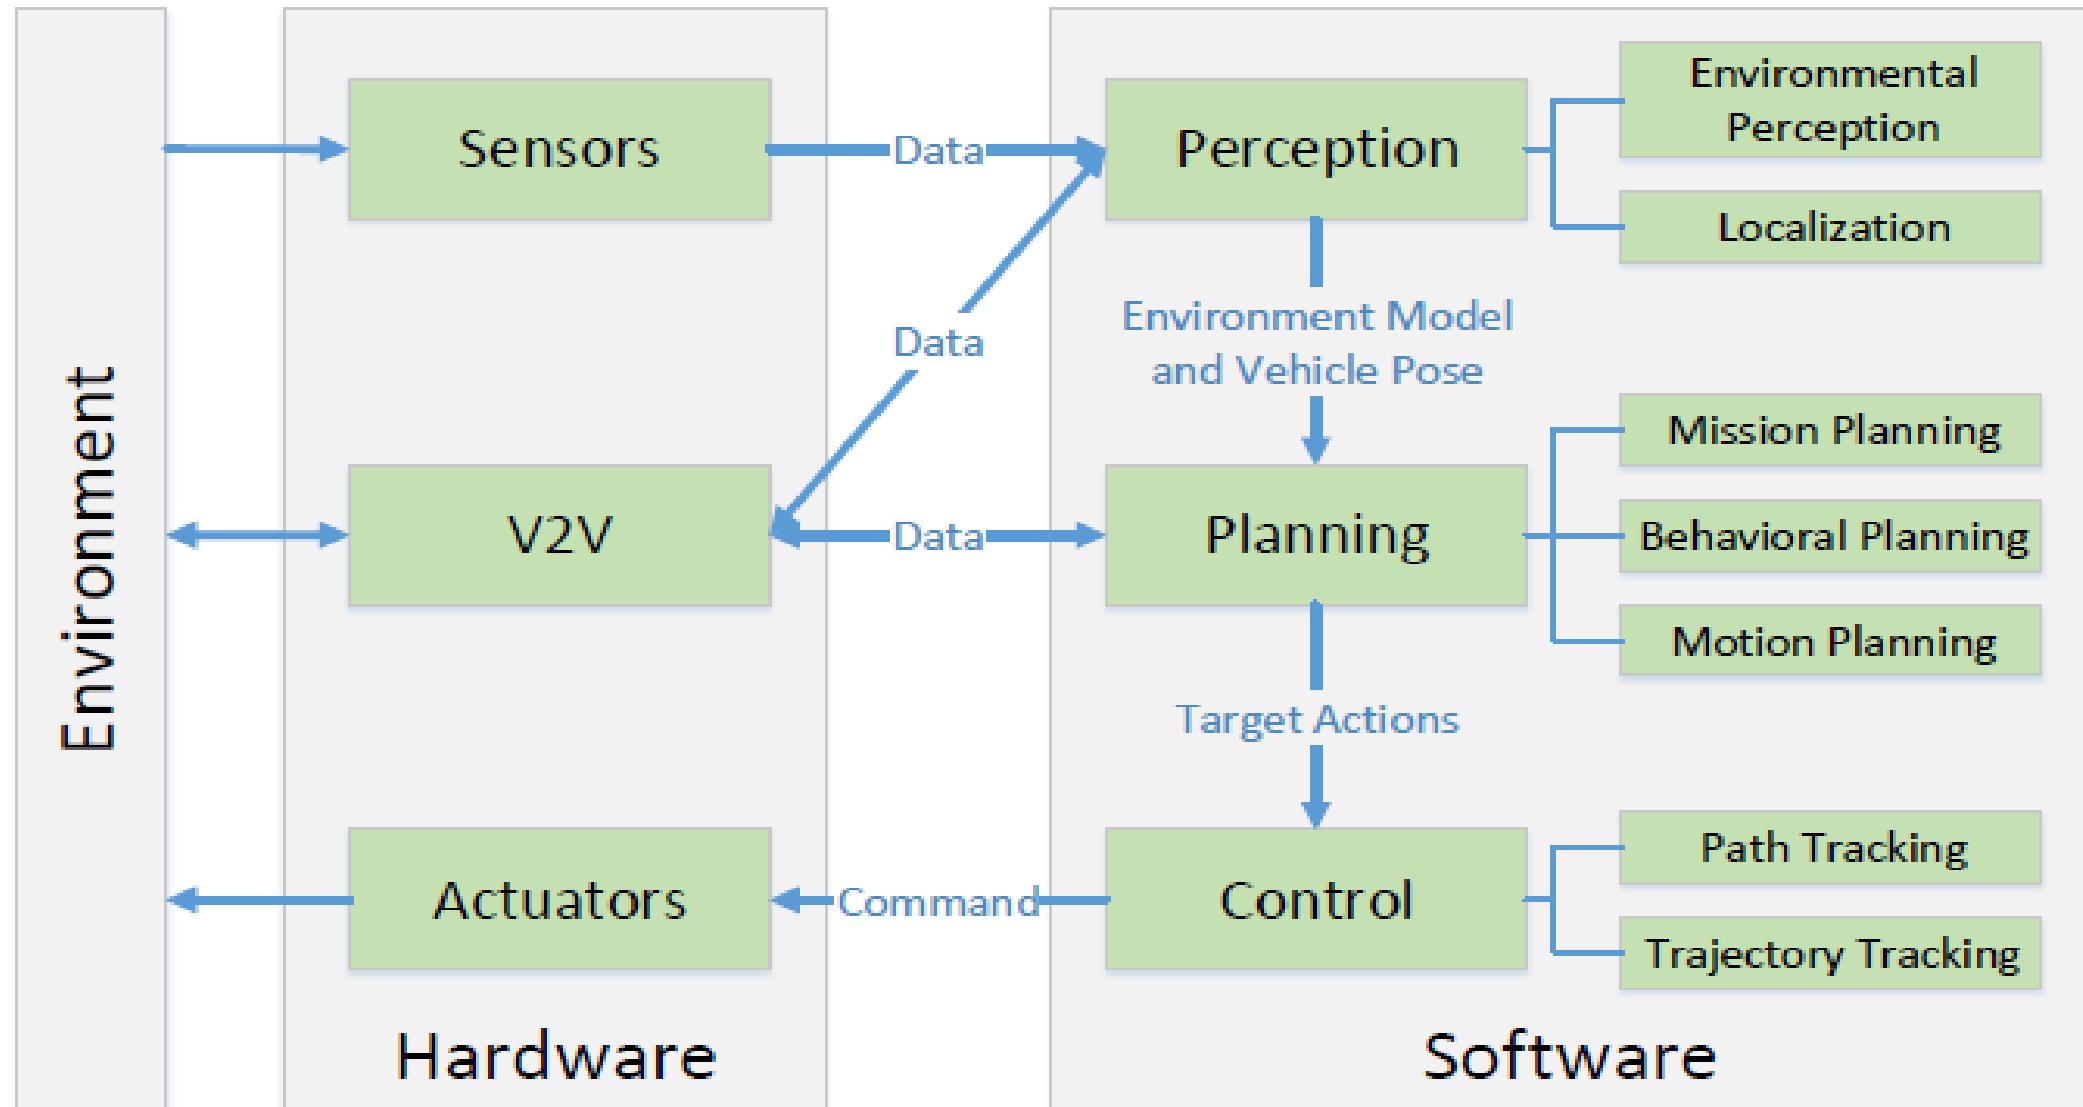 Environment
Sensors
V2V
Actuators
Hardware
Data
Data
Data
Command
Perception
Environment Model
and Vehicle Pose
Planning
Target Actions
Control
Software
Environmental
Perception
Localization
Mission Planning
Behavioral Planning
Motion Planning
Path Tracking
Trajectory Tracking